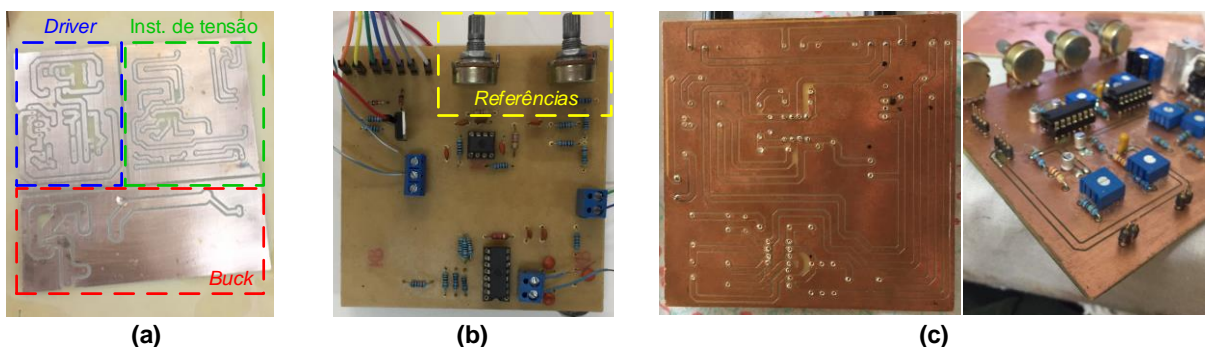 Driver
Inst. de tensão
Buck
Referências
(a)
(b)
(c)